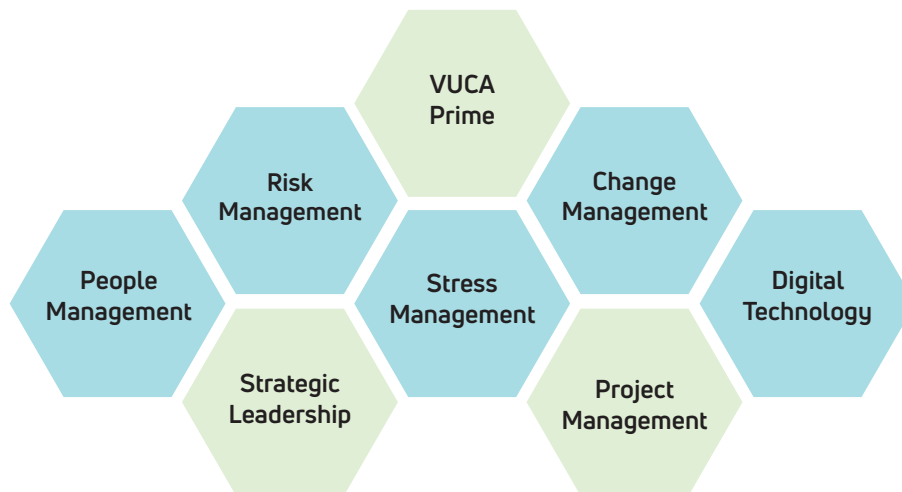 VUCA
Prime
Risk
Management
Change
Management
People
Management
Stress
Management
Digital
Technology
Strategic
Leadership
Project
Management